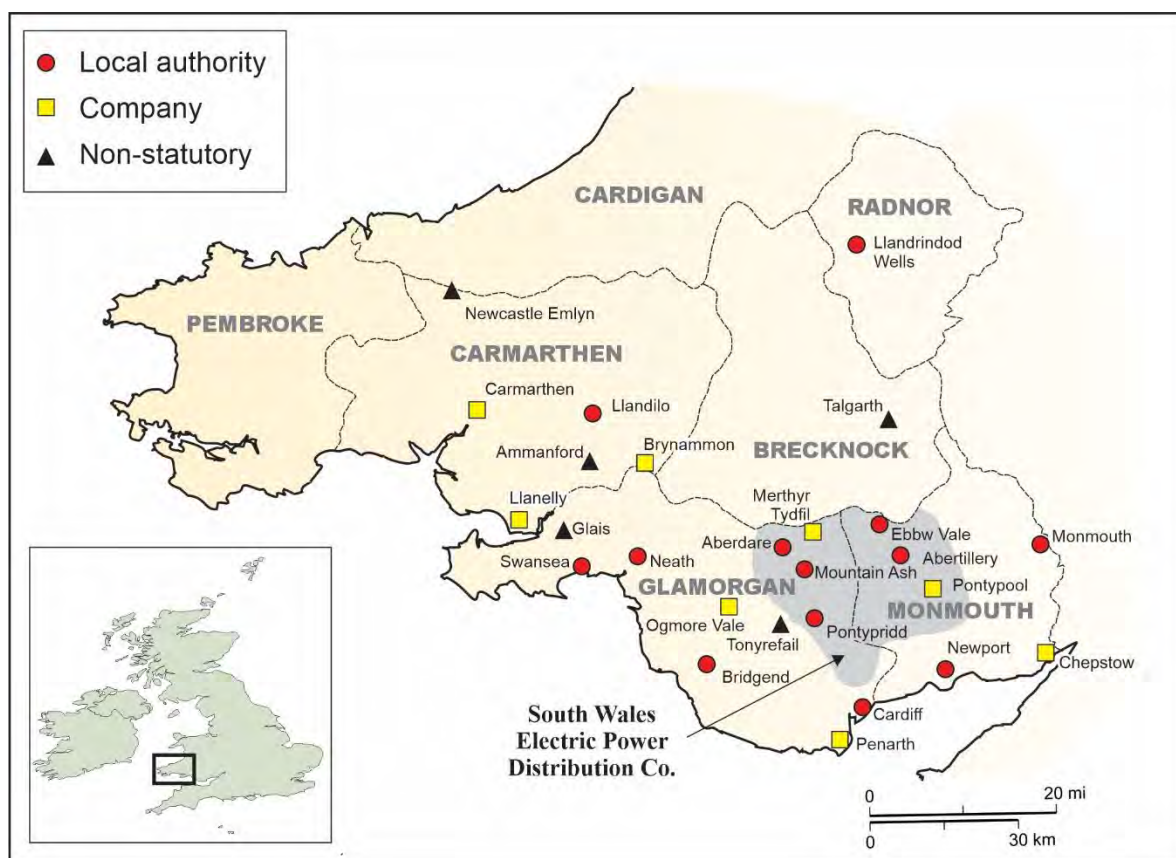 Local authority
Company
Non-statutory
CARDIGAN
RADNOR
Llandrindod
Wells
PEMBROKE
Newcastle Emlyn
CARMARTHEN
Carmarthen
Llandilo
Talgarth
Ammanford
Brynammon
BRECKNOCK
Llanelly
Merthyr
Tydfil
Glais
Aberdare
Ebbw Vale
Monmouth
Swansea
Neath
Abertillery
Mountain Ash
GLAMORGAN
Pontypool
MONMOUTH
Ogmore Vale
Tonyrefail
Pontypridd
Newport
Chepstow
Bridgend
South Wales
Electric Power
Distribution Co.
Cardiff
Penarth
0 20 mi
0 30 km